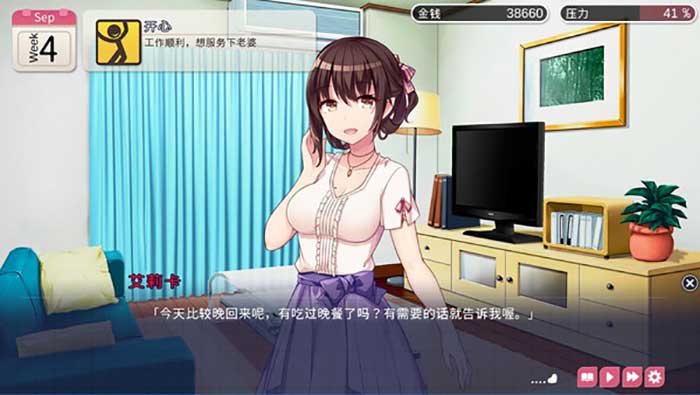 Sep
Week 4
开心
工作顺利，想服务下老婆
金钱 38660
压力 41 %
艾莉卡
「今天比较晚回来呢，有吃过晚餐了吗？有需要的话就告诉我喔。」